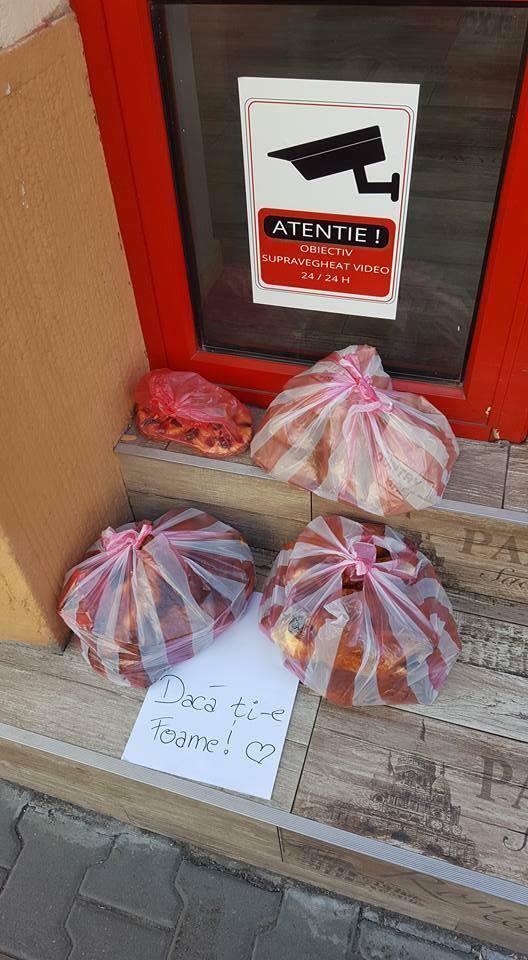 ATENTIE !
OBIECTIV
SUPRAVEGHEAT VIDEO
24 / 24 H
Dacă ți-e
Foame! ♡